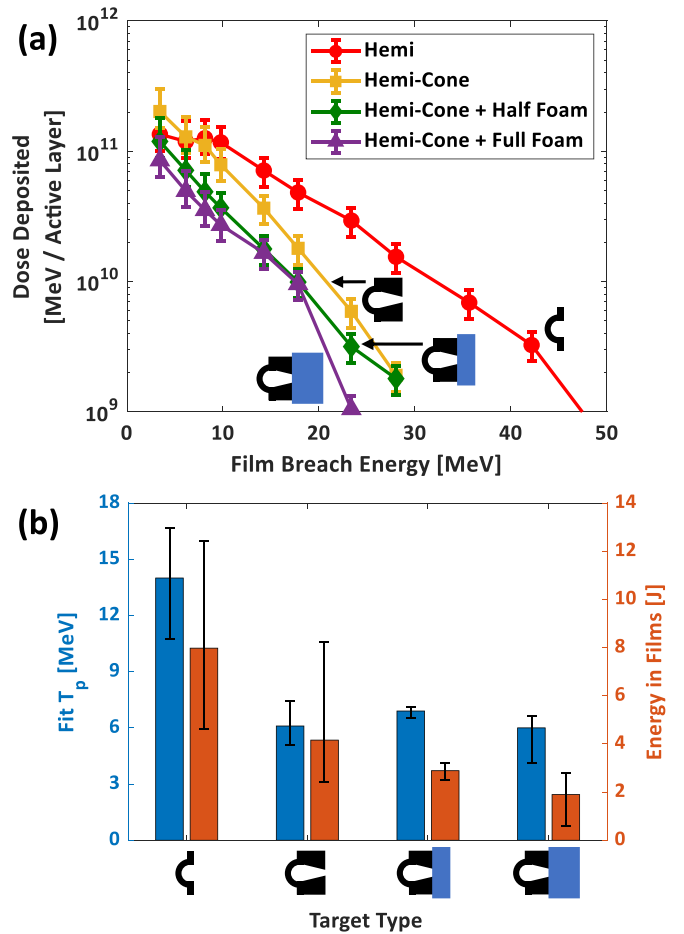 (a)
10^12
10^11
10^10
10^9
Dose Deposited
[MeV / Active Layer]
Hemi
Hemi-Cone
Hemi-Cone + Half Foam
Hemi-Cone + Full Foam
0 10 20 30 40 50
Film Breach Energy [MeV]
(b)
18
15
12
9
6
3
0
Fit T_p [MeV]
14
12
10
8
6
4
2
0
Energy in Films [J]
Target Type